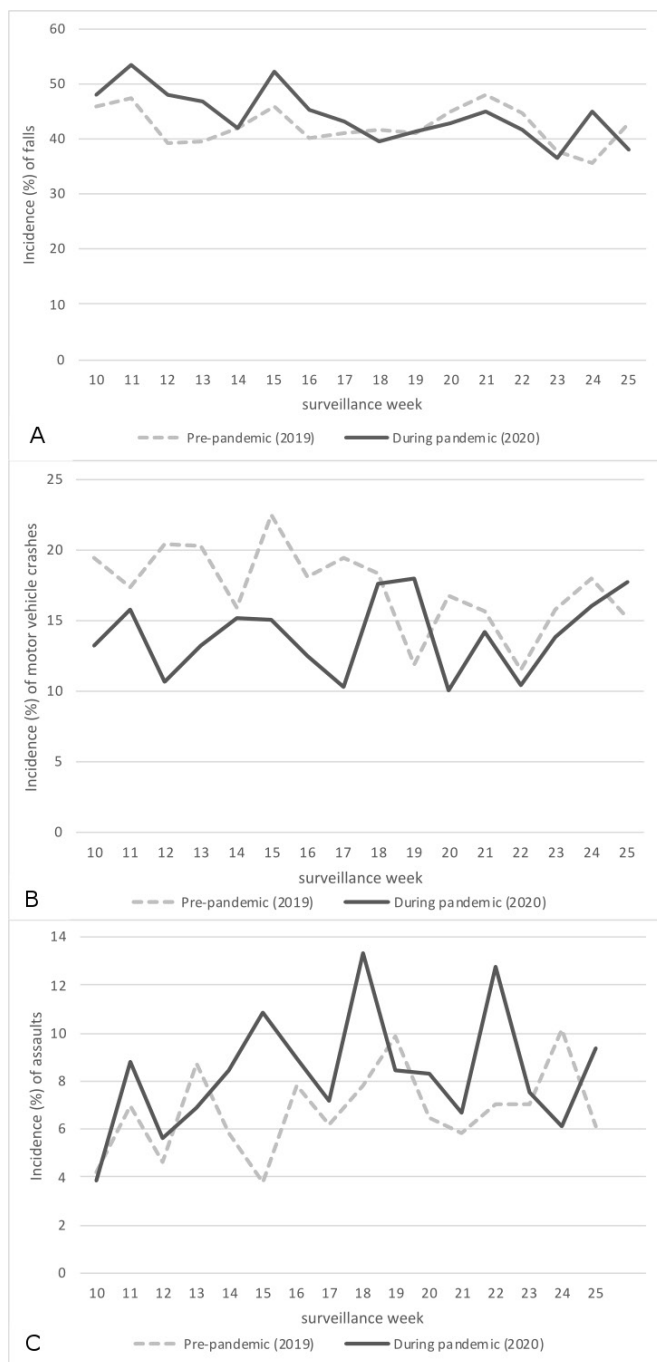 60
50
40
30
20
10
0
Incidence (%) of falls
10 11 12 13 14 15 16 17 18 19 20 21 22 23 24 25
surveillance week
A
Pre-pandemic (2019) During pandemic (2020)
25
20
15
10
5
0
Incidence (%) of motor vehicle crashes
10 11 12 13 14 15 16 17 18 19 20 21 22 23 24 25
surveillance week
B
Pre-pandemic (2019) During pandemic (2020)
14
12
10
8
6
4
2
0
Incidence (%) of assaults
10 11 12 13 14 15 16 17 18 19 20 21 22 23 24 25
surveillance week
C
Pre-pandemic (2019) During pandemic (2020)